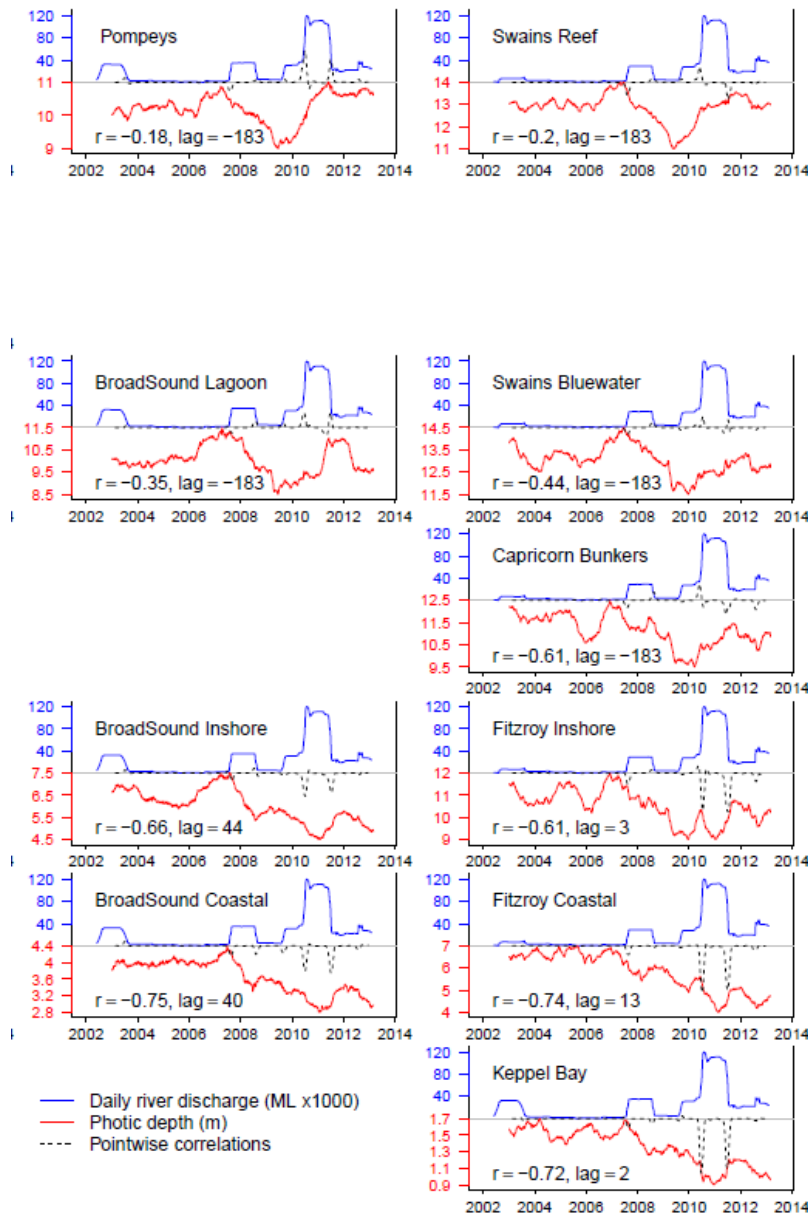 Pompeys
120
80
40
11
10
9
r = −0.18, lag = −183
2002 2004 2006 2008 2010 2012 2014
Swains Reef
120
80
40
14
13
12
11
r = −0.2, lag = −183
2002 2004 2006 2008 2010 2012 2014
BroadSound Lagoon
120
40
11.5
10.5
9.5
8.5
r = −0.35, lag = −183
2002 2004 2006 2008 2010 2012 2014
Swains Bluewater
120
40
14.5
13.5
12.5
11.5
r = −0.44, lag = −183
2002 2004 2006 2008 2010 2012 2014
Capricorn Bunkers
120
40
12.5
11.5
10.5
9.5
r = −0.61, lag = −183
2002 2004 2006 2008 2010 2012 2014
BroadSound Inshore
120
40
7.5
6.5
5.5
4.5
r = −0.66, lag = 44
2002 2004 2006 2008 2010 2012 2014
Fitzroy Inshore
120
40
12
11
10
9
r = −0.61, lag = 3
2002 2004 2006 2008 2010 2012 2014
BroadSound Coastal
120
40
4.4
4
3.6
3.2
2.8
r = −0.75, lag = 40
2002 2004 2006 2008 2010 2012 2014
Fitzroy Coastal
120
40
7
6
5
4
r = −0.74, lag = 13
2002 2004 2006 2008 2010 2012 2014
Keppel Bay
120
40
1.7
1.5
1.3
1.1
0.9
r = −0.72, lag = 2
2002 2004 2006 2008 2010 2012 2014
Daily river discharge (ML x1000)
Photic depth (m)
Pointwise correlations